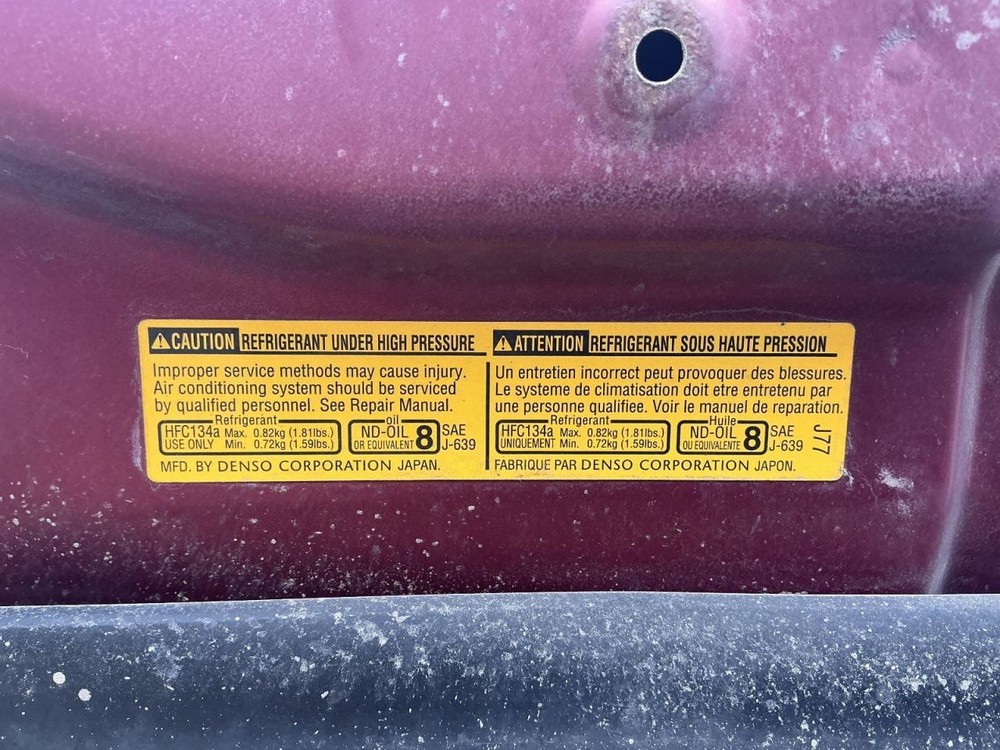 CAUTION REFRIGERANT UNDER HIGH PRESSURE
Improper service methods may cause injury.
Air conditioning system should be serviced
by qualified personnel. See Repair Manual.
Refrigerant oil
HFC134a Max. 0.82kg (1.81lbs.) ND-OIL 8 SAE
USE ONLY Min. 0.72kg (1.59lbs.) OR EQUIVALENT J-639
MFD. BY DENSO CORPORATION JAPAN.
ATTENTION REFRIGERANT SOUS HAUTE PRESSION
Un entretien incorrect peut provoquer des blessures.
Le systeme de climatisation doit etre entretenu par
une personne qualifiee. Voir le manuel de reparation.
Refrigerant Huile
HFC134a Max. 0.82kg (1.81lbs.) ND-OIL 8 SAE
UNIQUEMENT Min. 0.72kg (1.59lbs.) OU EQUIVALENTE J-639
FABRIQUE PAR DENSO CORPORATION JAPON.
J77